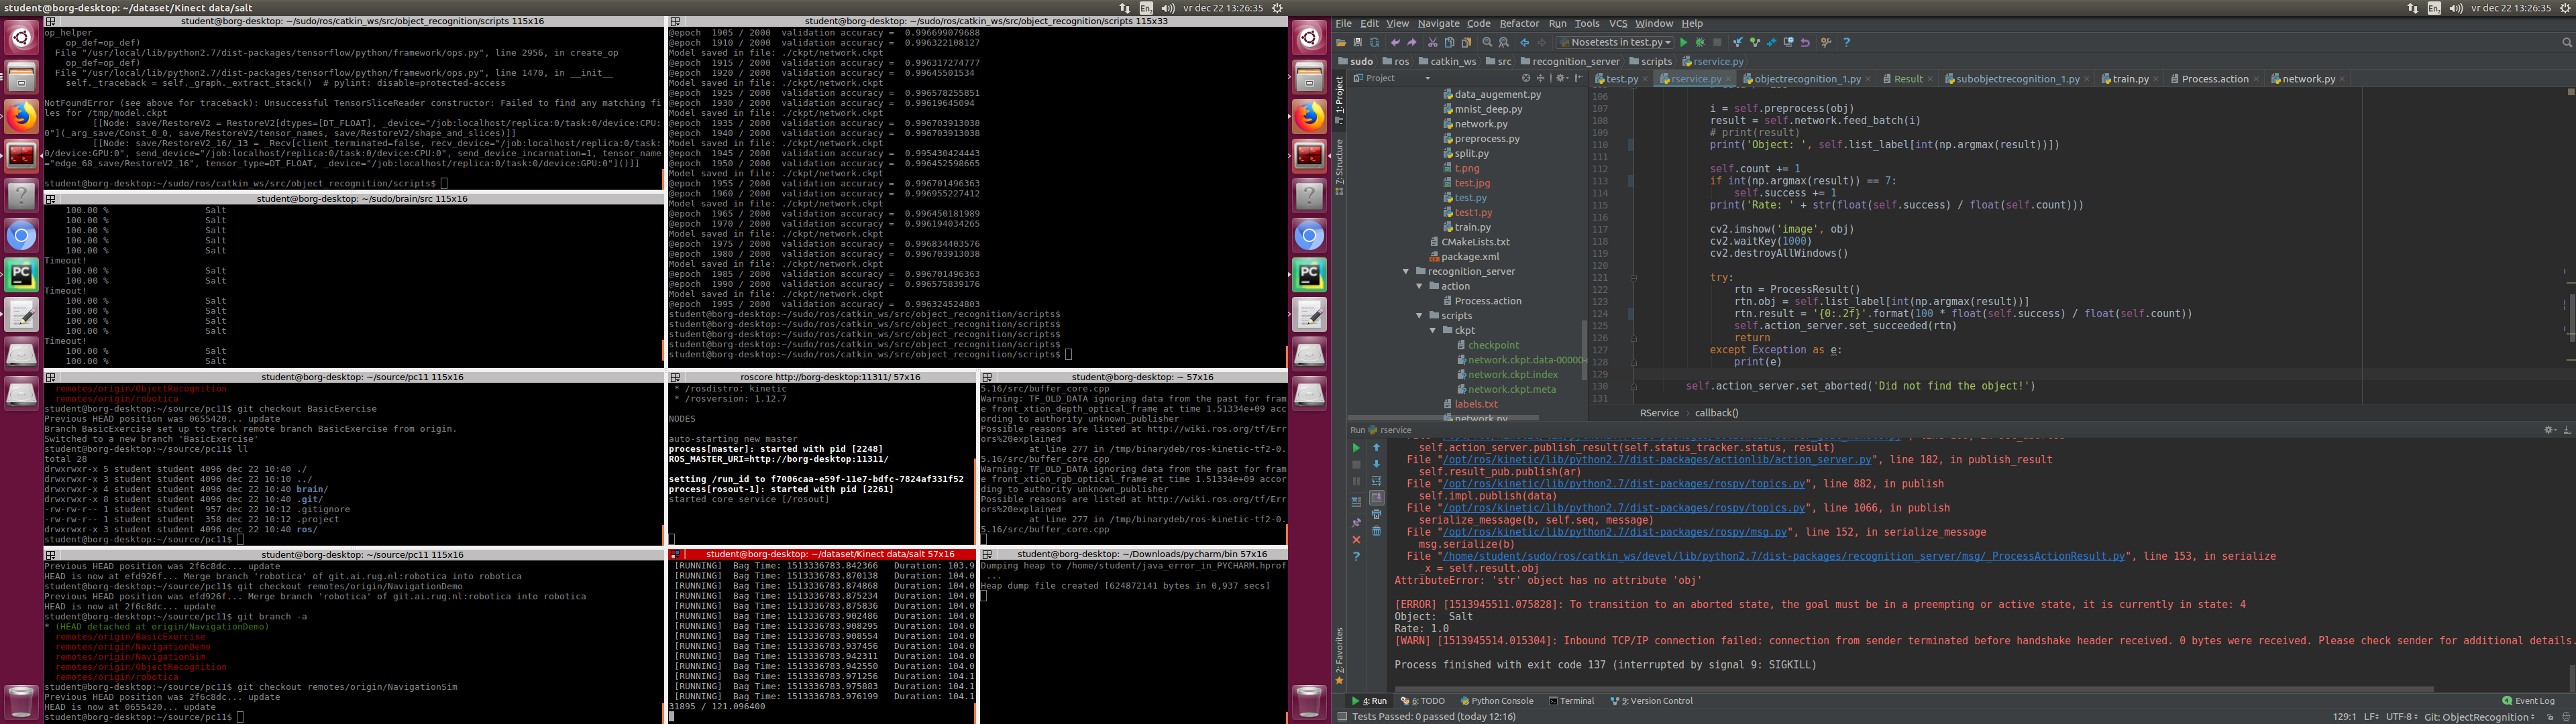 student@borg-desktop: ~/dataset/Kinect data/salt
vr dec 22 13:26:35
student@borg-desktop: ~/sudo/ros/catkin_ws/src/object_recognition/scripts 115x16
op_helper
op_def=op_def)
File "/usr/local/lib/python2.7/dist-packages/tensorflow/python/framework/ops.py", line 2956, in create_op
op_def=op_def)
File "/usr/local/lib/python2.7/dist-packages/tensorflow/python/framework/ops.py", line 1470, in __init__
self._traceback = self._graph._extract_stack()  # pylint: disable=protected-access
NotFoundError (see above for traceback): Unsuccessful TensorSliceReader constructor: Failed to find any matching fi
les for /tmp/model.ckpt
[[Node: save/RestoreV2 = RestoreV2[dtypes=[DT_FLOAT], _device="/job:localhost/replica:0/task:0/device:CPU:
0"](_arg_save/Const_0_0, save/RestoreV2/tensor_names, save/RestoreV2/shape_and_slices)]]
[[Node: save/RestoreV2_16/_13 = _Recv[client_terminated=false, recv_device="/job:localhost/replica:0/task:
0/device:GPU:0", send_device="/job:localhost/replica:0/task:0/device:CPU:0", send_device_incarnation=1, tensor_name
="edge_68_save/RestoreV2_16", tensor_type=DT_FLOAT, _device="/job:localhost/replica:0/task:0/device:GPU:0"]()]]
student@borg-desktop:~/sudo/ros/catkin_ws/src/object_recognition/scripts$
student@borg-desktop: ~/sudo/brain/src 115x16
100.00 % Salt
100.00 % Salt
100.00 % Salt
100.00 % Salt
100.00 % Salt
Timeout!
100.00 % Salt
100.00 % Salt
Timeout!
100.00 % Salt
100.00 % Salt
100.00 % Salt
100.00 % Salt
Timeout!
100.00 % Salt
100.00 % Salt
student@borg-desktop: ~/source/pc11 115x16
remotes/origin/ObjectRecognition
remotes/origin/robotica
student@borg-desktop:~/source/pc11$ git checkout BasicExercise
Previous HEAD position was 0655420... update
Branch BasicExercise set up to track remote branch BasicExercise from origin.
Switched to a new branch 'BasicExercise'
student@borg-desktop:~/source/pc11$ ll
total 28
drwxrwxr-x 5 student student 4096 dec 22 10:40 ./
drwxrwxr-x 3 student student 4096 dec 22 10:10 ../
drwxrwxr-x 4 student student 4096 dec 22 10:40 brain/
drwxrwxr-x 8 student student 4096 dec 22 10:40 .git/
-rw-rw-r-- 1 student student  957 dec 22 10:12 .gitignore
-rw-rw-r-- 1 student student  358 dec 22 10:12 .project
drwxrwxr-x 3 student student 4096 dec 22 10:40 ros/
student@borg-desktop:~/source/pc11$
student@borg-desktop: ~/source/pc11 115x16
Previous HEAD position was 2f6c8dc... update
HEAD is now at efd926f... Merge branch 'robotica' of git.ai.rug.nl:robotica into robotica
student@borg-desktop:~/source/pc11$ git checkout remotes/origin/NavigationDemo
Previous HEAD position was efd926f... Merge branch 'robotica' of git.ai.rug.nl:robotica into robotica
HEAD is now at 2f6c8dc... update
student@borg-desktop:~/source/pc11$ git branch -a
* (HEAD detached at origin/NavigationDemo)
remotes/origin/BasicExercise
remotes/origin/NavigationDemo
remotes/origin/NavigationSim
remotes/origin/ObjectRecognition
remotes/origin/robotica
student@borg-desktop:~/source/pc11$ git checkout remotes/origin/NavigationSim
Previous HEAD position was 2f6c8dc... update
HEAD is now at 0655420... update
student@borg-desktop:~/source/pc11$
student@borg-desktop: ~/sudo/ros/catkin_ws/src/object_recognition/scripts 115x33
@epoch  1905 / 2000  validation accuracy =  0.996699079688
@epoch  1910 / 2000  validation accuracy =  0.996322108127
Model saved in file: ./ckpt/network.ckpt
@epoch  1915 / 2000  validation accuracy =  0.996317274777
@epoch  1920 / 2000  validation accuracy =  0.99645501534
Model saved in file: ./ckpt/network.ckpt
@epoch  1925 / 2000  validation accuracy =  0.996578255851
@epoch  1930 / 2000  validation accuracy =  0.99619645094
Model saved in file: ./ckpt/network.ckpt
@epoch  1935 / 2000  validation accuracy =  0.996703913038
@epoch  1940 / 2000  validation accuracy =  0.996703913038
Model saved in file: ./ckpt/network.ckpt
@epoch  1945 / 2000  validation accuracy =  0.995430424443
@epoch  1950 / 2000  validation accuracy =  0.996452598665
Model saved in file: ./ckpt/network.ckpt
@epoch  1955 / 2000  validation accuracy =  0.996701496363
@epoch  1960 / 2000  validation accuracy =  0.996955227412
Model saved in file: ./ckpt/network.ckpt
@epoch  1965 / 2000  validation accuracy =  0.996450181989
@epoch  1970 / 2000  validation accuracy =  0.996194034265
Model saved in file: ./ckpt/network.ckpt
@epoch  1975 / 2000  validation accuracy =  0.996834403576
@epoch  1980 / 2000  validation accuracy =  0.996703913038
Model saved in file: ./ckpt/network.ckpt
@epoch  1985 / 2000  validation accuracy =  0.996701496363
@epoch  1990 / 2000  validation accuracy =  0.996575839176
Model saved in file: ./ckpt/network.ckpt
@epoch  1995 / 2000  validation accuracy =  0.996324524803
student@borg-desktop:~/sudo/ros/catkin_ws/src/object_recognition/scripts$
student@borg-desktop:~/sudo/ros/catkin_ws/src/object_recognition/scripts$
student@borg-desktop:~/sudo/ros/catkin_ws/src/object_recognition/scripts$
student@borg-desktop:~/sudo/ros/catkin_ws/src/object_recognition/scripts$
student@borg-desktop:~/sudo/ros/catkin_ws/src/object_recognition/scripts$
roscore http://borg-desktop:11311/ 57x16
* /rosdistro: kinetic
* /rosversion: 1.12.7
NODES
auto-starting new master
process[master]: started with pid [2248]
ROS_MASTER_URI=http://borg-desktop:11311/
setting /run_id to f7006caa-e59f-11e7-bdfc-7824af331f52
process[rosout-1]: started with pid [2261]
started core service [/rosout]
student@borg-desktop: ~ 57x16
5.16/src/buffer_core.cpp
Warning: TF_OLD_DATA ignoring data from the past for fram
e front_xtion_depth_optical_frame at time 1.51334e+09 acc
ording to authority unknown_publisher
Possible reasons are listed at http://wiki.ros.org/tf/Err
ors%20explained
at line 277 in /tmp/binarydeb/ros-kinetic-tf2-0.
5.16/src/buffer_core.cpp
Warning: TF_OLD_DATA ignoring data from the past for fram
e front_xtion_rgb_optical_frame at time 1.51334e+09 accor
ding to authority unknown_publisher
Possible reasons are listed at http://wiki.ros.org/tf/Err
ors%20explained
at line 277 in /tmp/binarydeb/ros-kinetic-tf2-0.
5.16/src/buffer_core.cpp
student@borg-desktop: ~/dataset/Kinect data/salt 57x16
[RUNNING]  Bag Time: 1513336783.842366   Duration: 103.9
[RUNNING]  Bag Time: 1513336783.870138   Duration: 104.0
[RUNNING]  Bag Time: 1513336783.874868   Duration: 104.0
[RUNNING]  Bag Time: 1513336783.875234   Duration: 104.0
[RUNNING]  Bag Time: 1513336783.875836   Duration: 104.0
[RUNNING]  Bag Time: 1513336783.902486   Duration: 104.0
[RUNNING]  Bag Time: 1513336783.908295   Duration: 104.0
[RUNNING]  Bag Time: 1513336783.908554   Duration: 104.0
[RUNNING]  Bag Time: 1513336783.937456   Duration: 104.0
[RUNNING]  Bag Time: 1513336783.942311   Duration: 104.0
[RUNNING]  Bag Time: 1513336783.942550   Duration: 104.0
[RUNNING]  Bag Time: 1513336783.971256   Duration: 104.1
[RUNNING]  Bag Time: 1513336783.975883   Duration: 104.1
[RUNNING]  Bag Time: 1513336783.976199   Duration: 104.1
31895 / 121.096400
student@borg-desktop: ~/Downloads/pycharm/bin 57x16
Dumping heap to /home/student/java_error_in_PYCHARM.hprof
...
Heap dump file created [624872141 bytes in 0,937 secs]
vr dec 22 13:26:35
File Edit View Navigate Code Refactor Run Tools VCS Window Help
Nosetests in test.py
sudo ros catkin_ws src recognition_server scripts rservice.py
Project
test.py rservice.py objectrecognition_1.py Result subobjectrecognition_1.py train.py Process.action network.py
1: Project
7: Structure
2: Favorites
data_augement.py
mnist_deep.py
network.py
preprocess.py
split.py
t.png
test.jpg
test.py
test1.py
train.py
CMakeLists.txt
package.xml
recognition_server
action
Process.action
scripts
ckpt
checkpoint
network.ckpt.data-00000-
network.ckpt.index
network.ckpt.meta
labels.txt
network.py
106
107 i = self.preprocess(obj)
108 result = self.network.feed_batch(i)
109 # print(result)
110 print('Object: ', self.list_label[int(np.argmax(result))])
111
112 self.count += 1
113 if int(np.argmax(result)) == 7:
114 self.success += 1
115 print('Rate: ' + str(float(self.success) / float(self.count)))
116
117 cv2.imshow('image', obj)
118 cv2.waitKey(1000)
119 cv2.destroyAllWindows()
120
121 try:
122 rtn = ProcessResult()
123 rtn.obj = self.list_label[int(np.argmax(result))]
124 rtn.result = '{0:.2f}'.format(100 * float(self.success) / float(self.count))
125 self.action_server.set_succeeded(rtn)
126 return
127 except Exception as e:
128 print(e)
129
130 self.action_server.set_aborted('Did not find the object!')
131
RService › callback()
Run rservice
self.action_server.publish_result(self.status_tracker.status, result)
File "/opt/ros/kinetic/lib/python2.7/dist-packages/actionlib/action_server.py", line 182, in publish_result
self.result_pub.publish(ar)
File "/opt/ros/kinetic/lib/python2.7/dist-packages/rospy/topics.py", line 882, in publish
self.impl.publish(data)
File "/opt/ros/kinetic/lib/python2.7/dist-packages/rospy/topics.py", line 1066, in publish
serialize_message(b, self.seq, message)
File "/opt/ros/kinetic/lib/python2.7/dist-packages/rospy/msg.py", line 152, in serialize_message
msg.serialize(b)
File "/home/student/sudo/ros/catkin_ws/devel/lib/python2.7/dist-packages/recognition_server/msg/_ProcessActionResult.py", line 153, in serialize
_x = self.result.obj
AttributeError: 'str' object has no attribute 'obj'
[ERROR] [1513945511.075828]: To transition to an aborted state, the goal must be in a preempting or active state, it is currently in state: 4
Object:  Salt
Rate: 1.0
[WARN] [1513945514.015304]: Inbound TCP/IP connection failed: connection from sender terminated before handshake header received. 0 bytes were received. Please check sender for additional details.
Process finished with exit code 137 (interrupted by signal 9: SIGKILL)
4: Run 6: TODO Python Console Terminal 9: Version Control Event Log
Tests Passed: 0 passed (today 12:16) 129:1 LF UTF-8 Git: ObjectRecognition